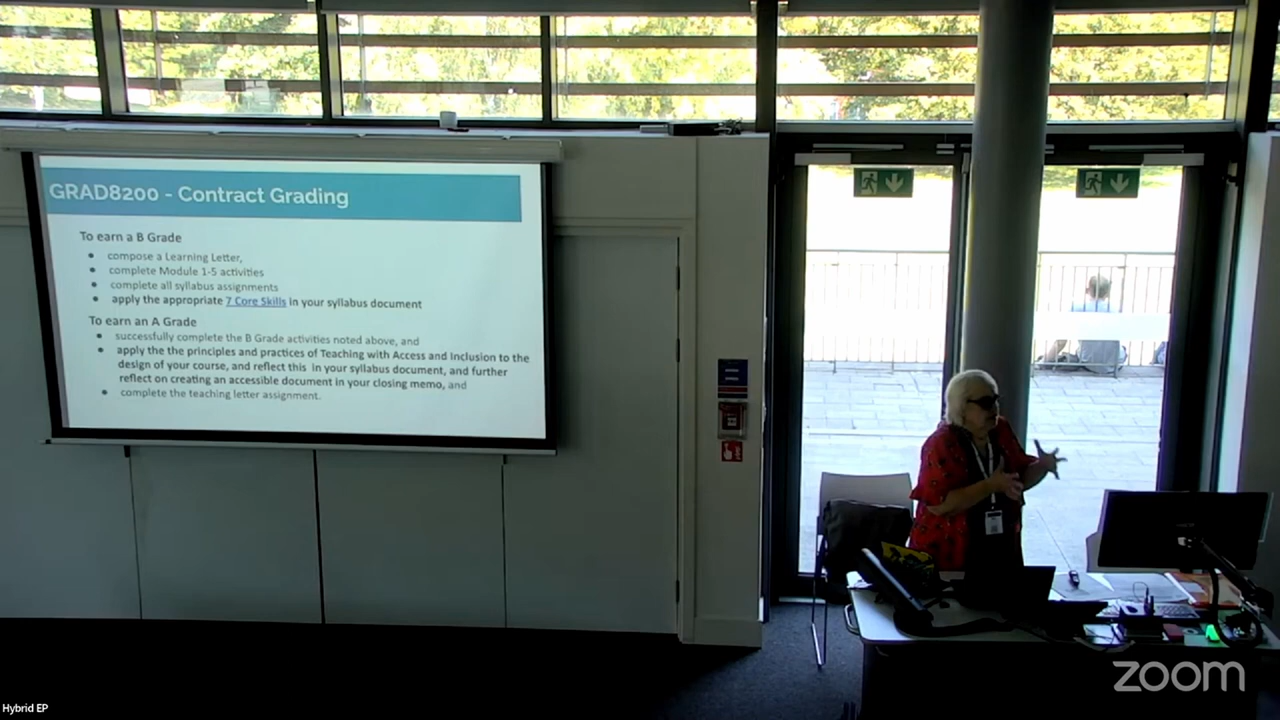 GRAD8200 - Contract Grading
To earn a B Grade
compose a Learning Letter,
complete Module 1-5 activities
complete all syllabus assignments
apply the appropriate 7 Core Skills in your syllabus document
To earn an A Grade
successfully complete the B Grade activities noted above, and
apply the the principles and practices of Teaching with Access and Inclusion to the
design of your course, and reflect this in your syllabus document, and further
reflect on creating an accessible document in your closing memo, and
complete the teaching letter assignment.
zoom
Hybrid EP